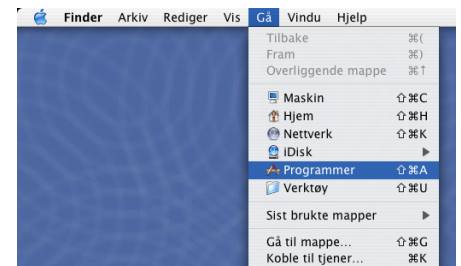 Finder Arkiv Rediger Vis Gå Vindu Hjelp
Tilbake ⌘(
Fram ⌘)
Overliggende mappe ⌘↑
Maskin ⇧⌘C
Hjem ⇧⌘H
Nettverk ⇧⌘K
iDisk ▶
Programmer ⇧⌘A
Verktøy ⇧⌘U
Sist brukte mapper ▶
Gå til mappe... ⇧⌘G
Koble til tjener... ⌘K